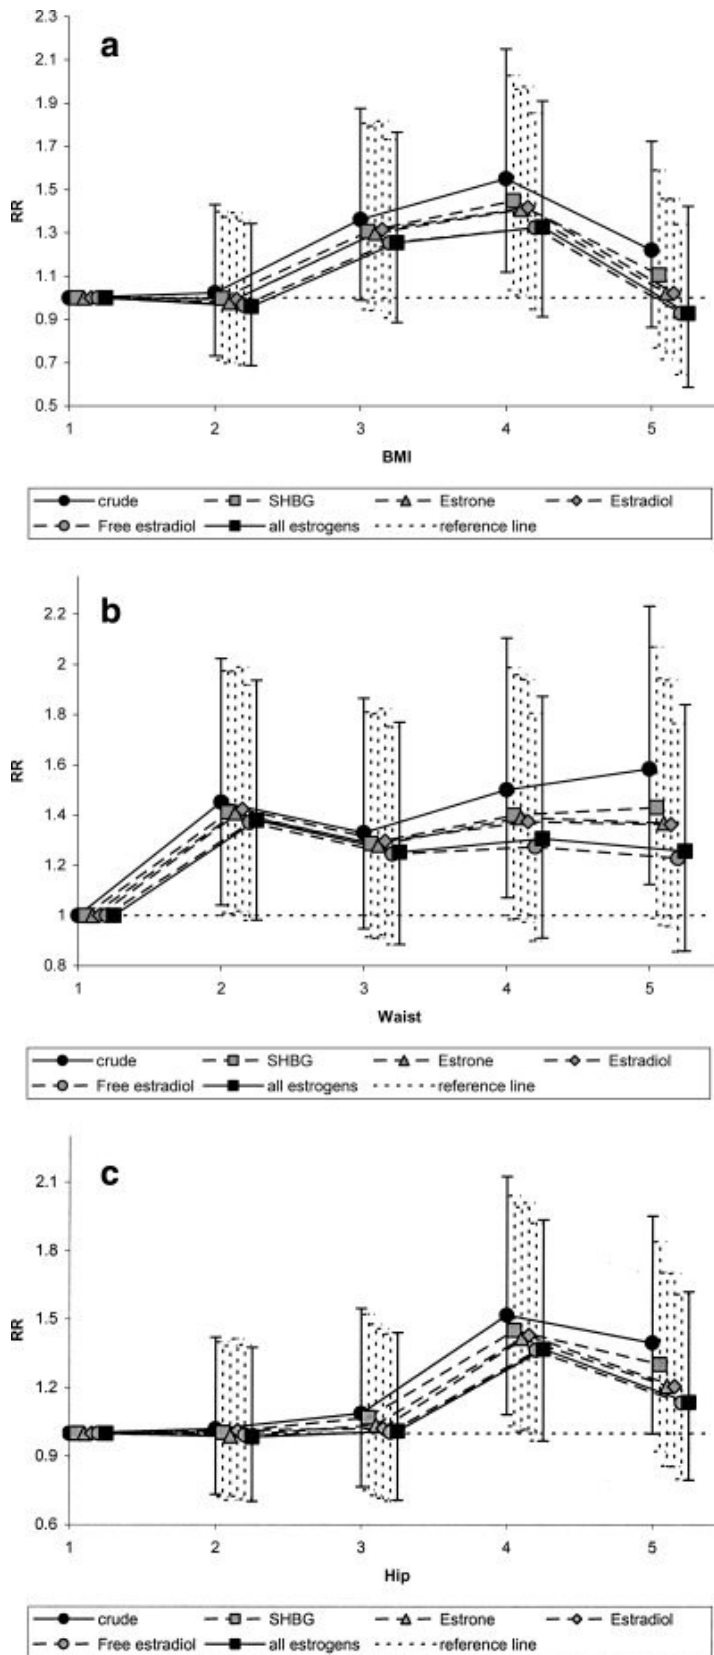 a
2.3
2.1
1.9
1.7
1.5
1.3
1.1
0.9
0.7
0.5
RR
1 2 3 4 5
BMI
crude SHBG Estrone Estradiol
Free estradiol all estrogens reference line
b
2.2
2
1.8
1.6
1.4
1.2
1
0.8
RR
1 2 3 4 5
Waist
crude SHBG Estrone Estradiol
Free estradiol all estrogens reference line
c
2.1
1.8
1.5
1.2
0.9
0.6
RR
1 2 3 4 5
Hip
crude SHBG Estrone Estradiol
Free estradiol all estrogens reference line